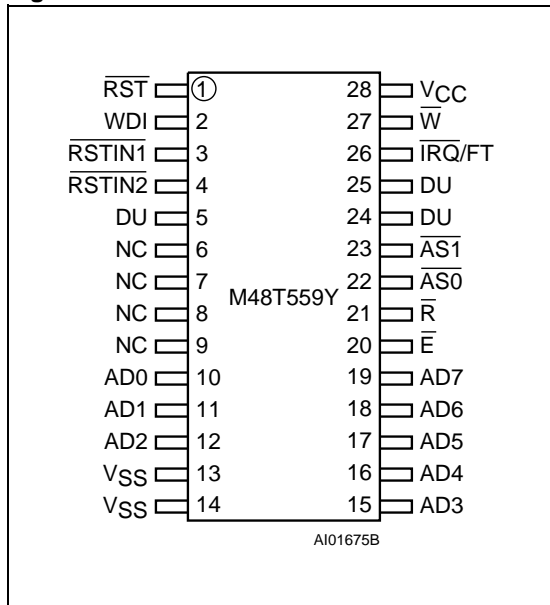 RST 1 28 VCC
WDI 2 27 W
RSTIN1 3 26 IRQ/FT
RSTIN2 4 25 DU
DU 5 24 DU
NC 6 23 AS1
NC 7 22 AS0
M48T559Y
NC 8 21 R
NC 9 20 E
AD0 10 19 AD7
AD1 11 18 AD6
AD2 12 17 AD5
VSS 13 16 AD4
VSS 14 15 AD3
AI01675B